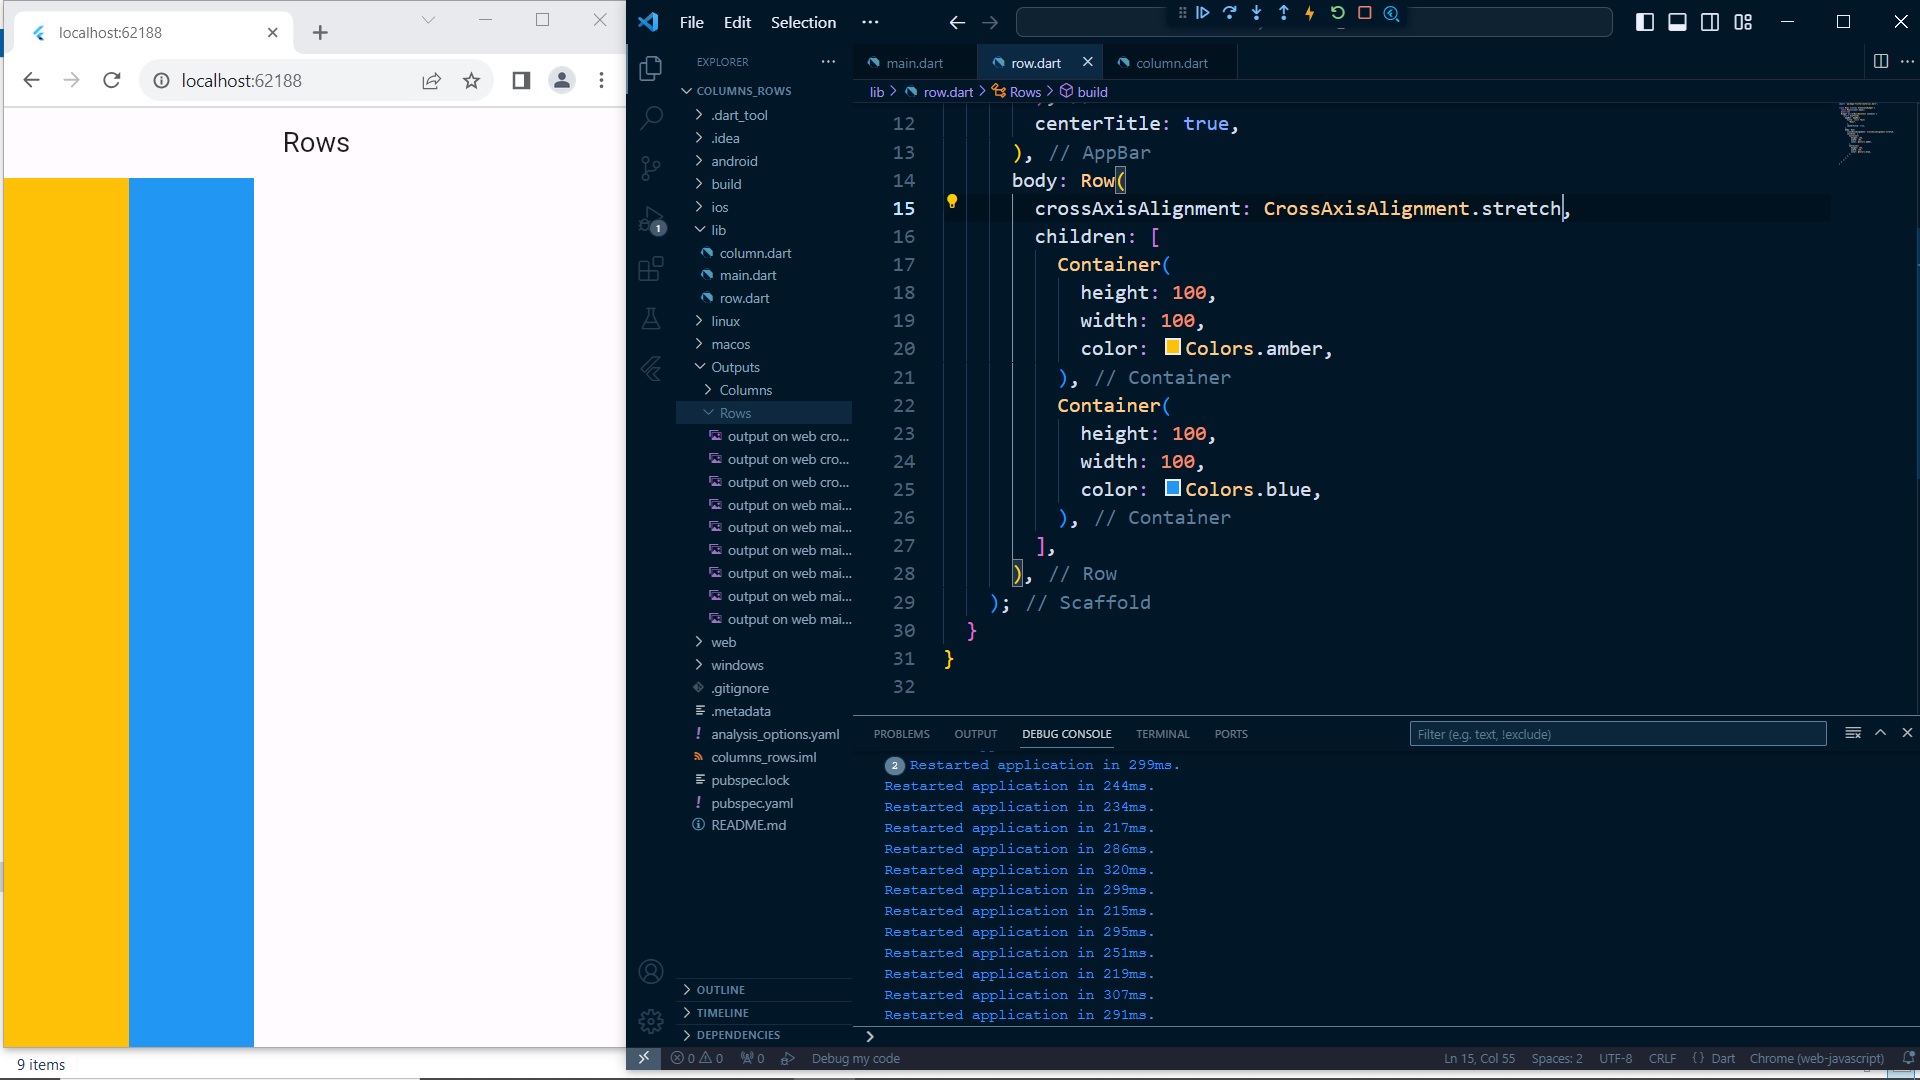 localhost:62188
localhost:62188
Rows
9 items
File Edit Selection ···
EXPLORER ···
COLUMNS_ROWS
.dart_tool
.idea
android
build
ios
lib
column.dart
main.dart
row.dart
linux
macos
Outputs
Columns
Rows
output on web cro...
output on web cro...
output on web cro...
output on web mai...
output on web mai...
output on web mai...
output on web mai...
output on web mai...
output on web mai...
web
windows
.gitignore
.metadata
! analysis_options.yaml
columns_rows.iml
pubspec.lock
! pubspec.yaml
README.md
OUTLINE
TIMELINE
DEPENDENCIES
1
main.dart row.dart column.dart
lib > row.dart > Rows > build
12 centerTitle: true,
13 ), // AppBar
14 body: Row(
15 crossAxisAlignment: CrossAxisAlignment.stretch,
16 children: [
17 Container(
18 height: 100,
19 width: 100,
20 color: Colors.amber,
21 ), // Container
22 Container(
23 height: 100,
24 width: 100,
25 color: Colors.blue,
26 ), // Container
27 ],
28 ), // Row
29 ); // Scaffold
30 }
31 }
32
PROBLEMS OUTPUT DEBUG CONSOLE TERMINAL PORTS Filter (e.g. text, !exclude)
2 Restarted application in 299ms.
Restarted application in 244ms.
Restarted application in 234ms.
Restarted application in 217ms.
Restarted application in 286ms.
Restarted application in 320ms.
Restarted application in 299ms.
Restarted application in 215ms.
Restarted application in 295ms.
Restarted application in 251ms.
Restarted application in 219ms.
Restarted application in 307ms.
Restarted application in 291ms.
>
0 0 0 Debug my code Ln 15, Col 55 Spaces: 2 UTF-8 CRLF {} Dart Chrome (web-javascript)